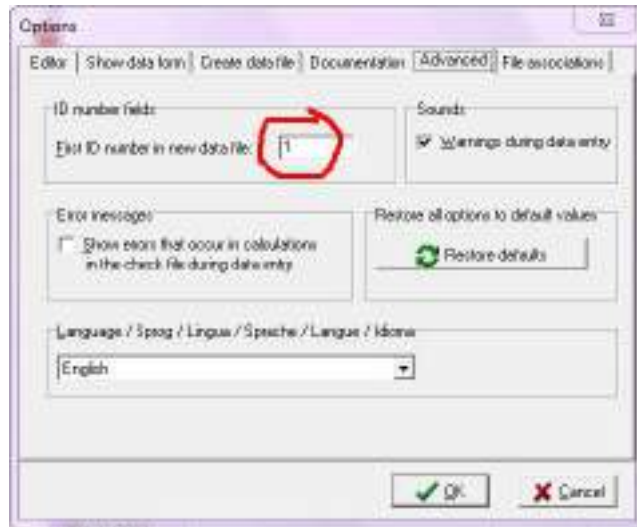 Options
Editor | Show data form | Create datafile | Documentation | Advanced | File associations
ID number fields
First ID number in new data file: 1
Sounds
Warnings during data entry
Error messages
Show errors that occur in calculations
in the check file during data entry
Restore all options to default values
Restore defaults
Language / Sprog / Lingua / Sprache / Langue / Idioma
English
OK
Cancel